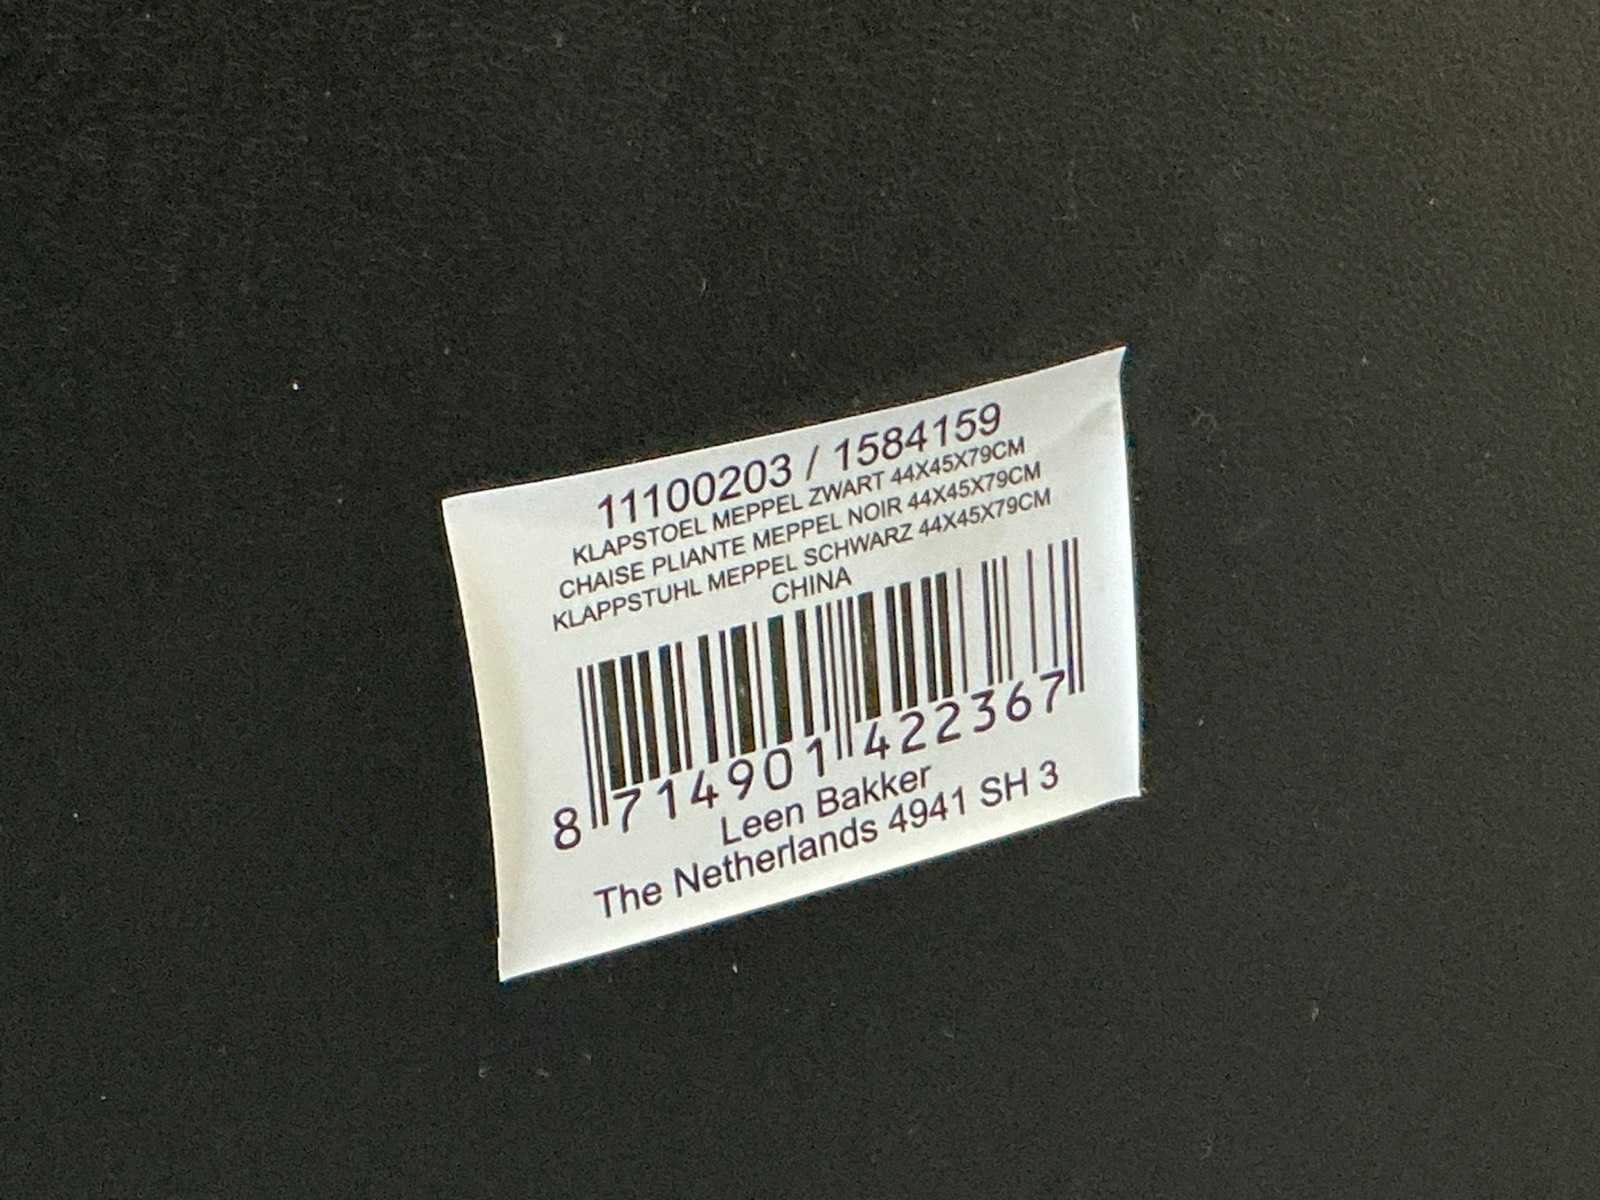 11100203 / 1584159
KLAPSTOEL MEPPEL ZWART 44X45X79CM
CHAISE PLIANTE MEPPEL NOIR 44X45X79CM
KLAPPSTUHL MEPPEL SCHWARZ 44X45X79CM
CHINA
8 714901 422367
Leen Bakker
The Netherlands 4941 SH 3